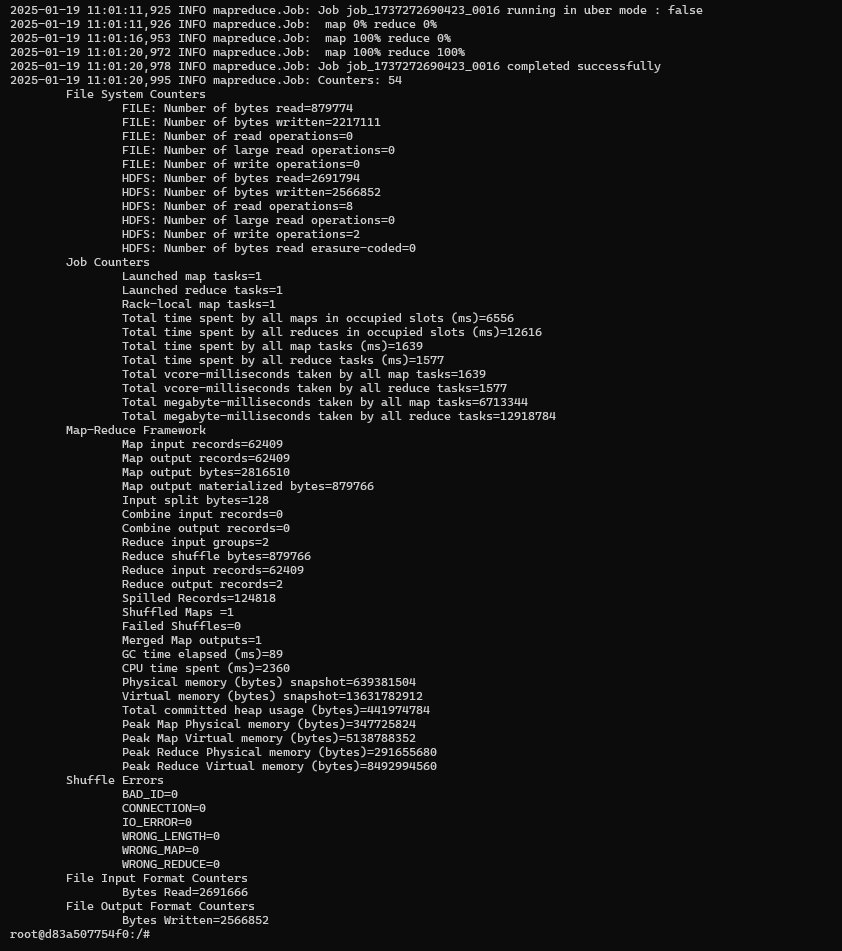 2025-01-19 11:01:11,925 INFO mapreduce.Job: Job job_1737272690423_0016 running in uber mode : false
2025-01-19 11:01:11,926 INFO mapreduce.Job:  map 0% reduce 0%
2025-01-19 11:01:16,953 INFO mapreduce.Job:  map 100% reduce 0%
2025-01-19 11:01:20,972 INFO mapreduce.Job:  map 100% reduce 100%
2025-01-19 11:01:20,978 INFO mapreduce.Job: Job job_1737272690423_0016 completed successfully
2025-01-19 11:01:20,995 INFO mapreduce.Job: Counters: 54
File System Counters
FILE: Number of bytes read=879774
FILE: Number of bytes written=2217111
FILE: Number of read operations=0
FILE: Number of large read operations=0
FILE: Number of write operations=0
HDFS: Number of bytes read=2691794
HDFS: Number of bytes written=2566852
HDFS: Number of read operations=8
HDFS: Number of large read operations=0
HDFS: Number of write operations=2
HDFS: Number of bytes read erasure-coded=0
Job Counters
Launched map tasks=1
Launched reduce tasks=1
Rack-local map tasks=1
Total time spent by all maps in occupied slots (ms)=6556
Total time spent by all reduces in occupied slots (ms)=12616
Total time spent by all map tasks (ms)=1639
Total time spent by all reduce tasks (ms)=1577
Total vcore-milliseconds taken by all map tasks=1639
Total vcore-milliseconds taken by all reduce tasks=1577
Total megabyte-milliseconds taken by all map tasks=6713344
Total megabyte-milliseconds taken by all reduce tasks=12918784
Map-Reduce Framework
Map input records=62409
Map output records=62409
Map output bytes=2816510
Map output materialized bytes=879766
Input split bytes=128
Combine input records=0
Combine output records=0
Reduce input groups=2
Reduce shuffle bytes=879766
Reduce input records=62409
Reduce output records=2
Spilled Records=124818
Shuffled Maps =1
Failed Shuffles=0
Merged Map outputs=1
GC time elapsed (ms)=89
CPU time spent (ms)=2360
Physical memory (bytes) snapshot=639381504
Virtual memory (bytes) snapshot=13631782912
Total committed heap usage (bytes)=441974784
Peak Map Physical memory (bytes)=347725824
Peak Map Virtual memory (bytes)=5138788352
Peak Reduce Physical memory (bytes)=291655680
Peak Reduce Virtual memory (bytes)=8492994560
Shuffle Errors
BAD_ID=0
CONNECTION=0
IO_ERROR=0
WRONG_LENGTH=0
WRONG_MAP=0
WRONG_REDUCE=0
File Input Format Counters
Bytes Read=2691666
File Output Format Counters
Bytes Written=2566852
root@d83a507754f0:/#